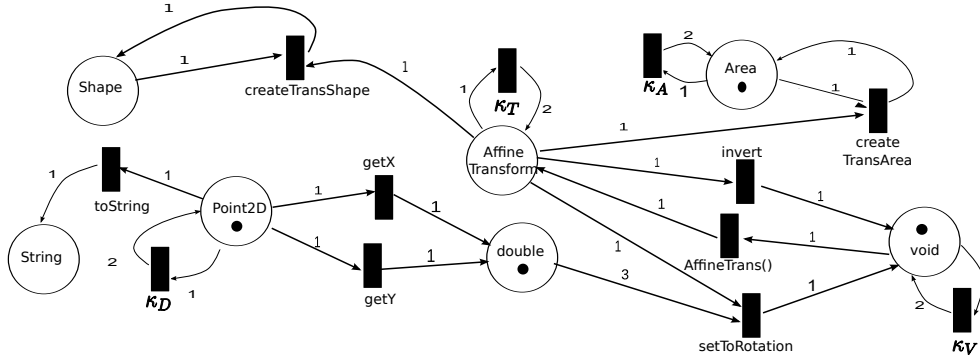 1
Shape
1
createTransShape
1
1
κT
2
2
κA
1
Area
1
1
create
TransArea
Affine
Transform
1
1
invert
1
1
AffineTrans()
1
void
2
κV
getX
1
1
toString
1
1
Point2D
String
2
κD
1
1
getY
1
double
1
3
setToRotation
1